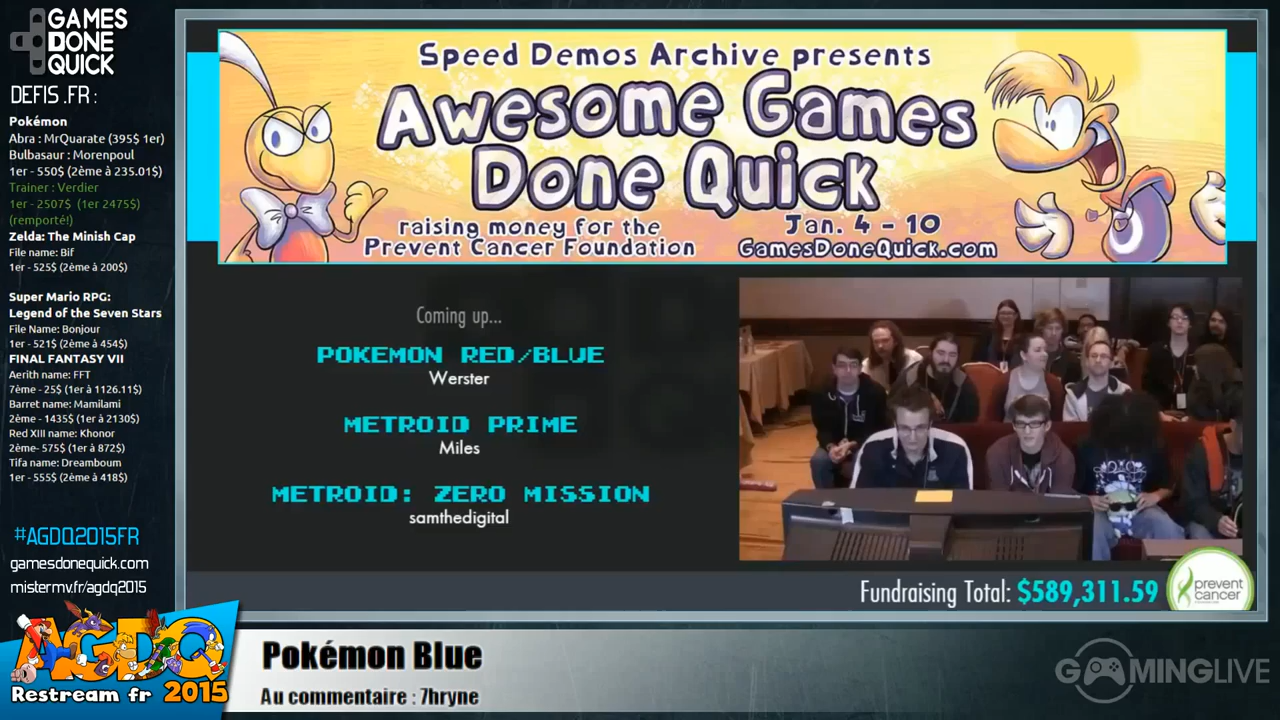 GAMES
DONE
QUICK
DEFIS .FR :
Pokémon
Abra : MrQuarate (395$ 1er)
Bulbasaur : Morenpoul
1er - 550$ (2ème à 235.01$)
Trainer : Verdier
1er - 2507$ (1er 2475$)
(remporté!)
Zelda: The Minish Cap
File name: Bif
1er - 525$ (2ème à 200$)
Super Mario RPG:
Legend of the Seven Stars
File Name: Bonjour
1er - 521$ (2ème à 454$)
FINAL FANTASY VII
Aerith name: FFT
7ème - 25$ (1er à 1126.11$)
Barret name: Mamilami
2ème - 1435$ (1er à 2130$)
Red XIII name: Khonor
2ème- 575$ (1er à 872$)
Tifa name: Dreamboum
1er - 555$ (2ème à 418$)
#AGDQ2015FR
gamesdonequick.com
mistermv.fr/agdq2015
AGDQ
Restream fr 2015
Speed Demos Archive presents
Awesome Games
Done Quick
raising money for the
Prevent Cancer Foundation
Jan. 4 - 10
GamesDoneQuick.com
Coming up...
POKEMON RED/BLUE
Werster
METROID PRIME
Miles
METROID: ZERO MISSION
samthedigital
Fundraising Total: $589,311.59
prevent
cancer
Pokémon Blue
Au commentaire : 7hryne
GAMINGLIVE